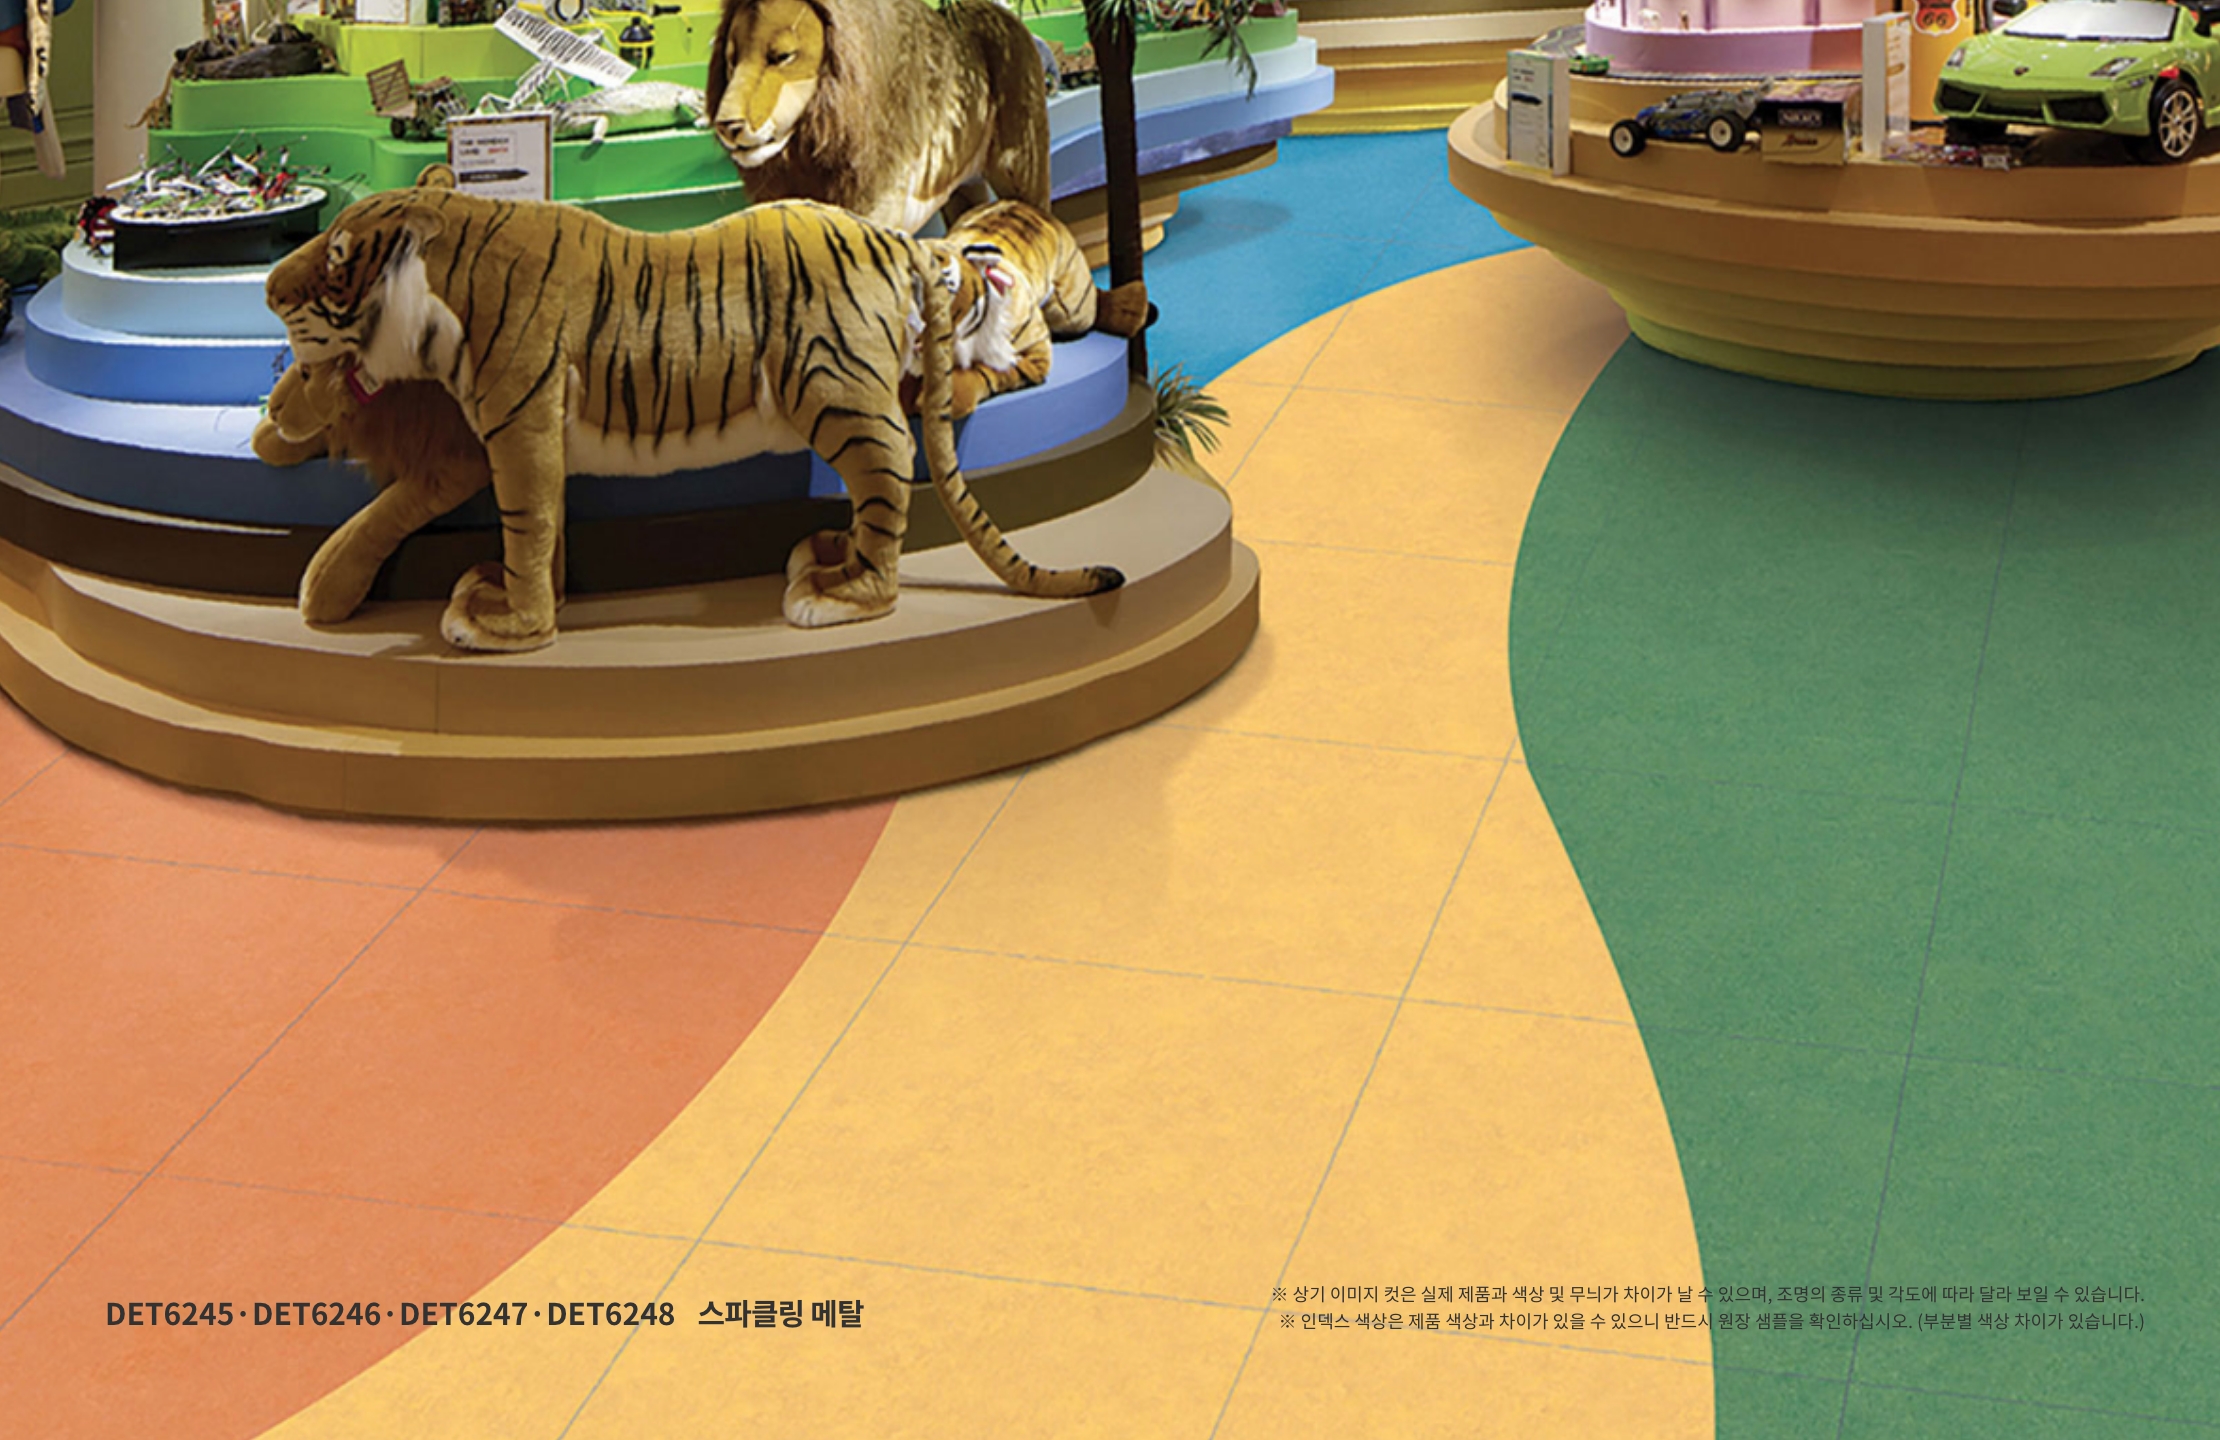 66
DET6245·DET6246·DET6247·DET6248 스파클링 메탈
※ 상기 이미지 컷은 실제 제품과 색상 및 무늬가 차이가 날 수 있으며, 조명의 종류 및 각도에 따라 달라 보일 수 있습니다.
※ 인덱스 색상은 제품 색상과 차이가 있을 수 있으니 반드시 원장 샘플을 확인하십시오. (부분별 색상 차이가 있습니다.)